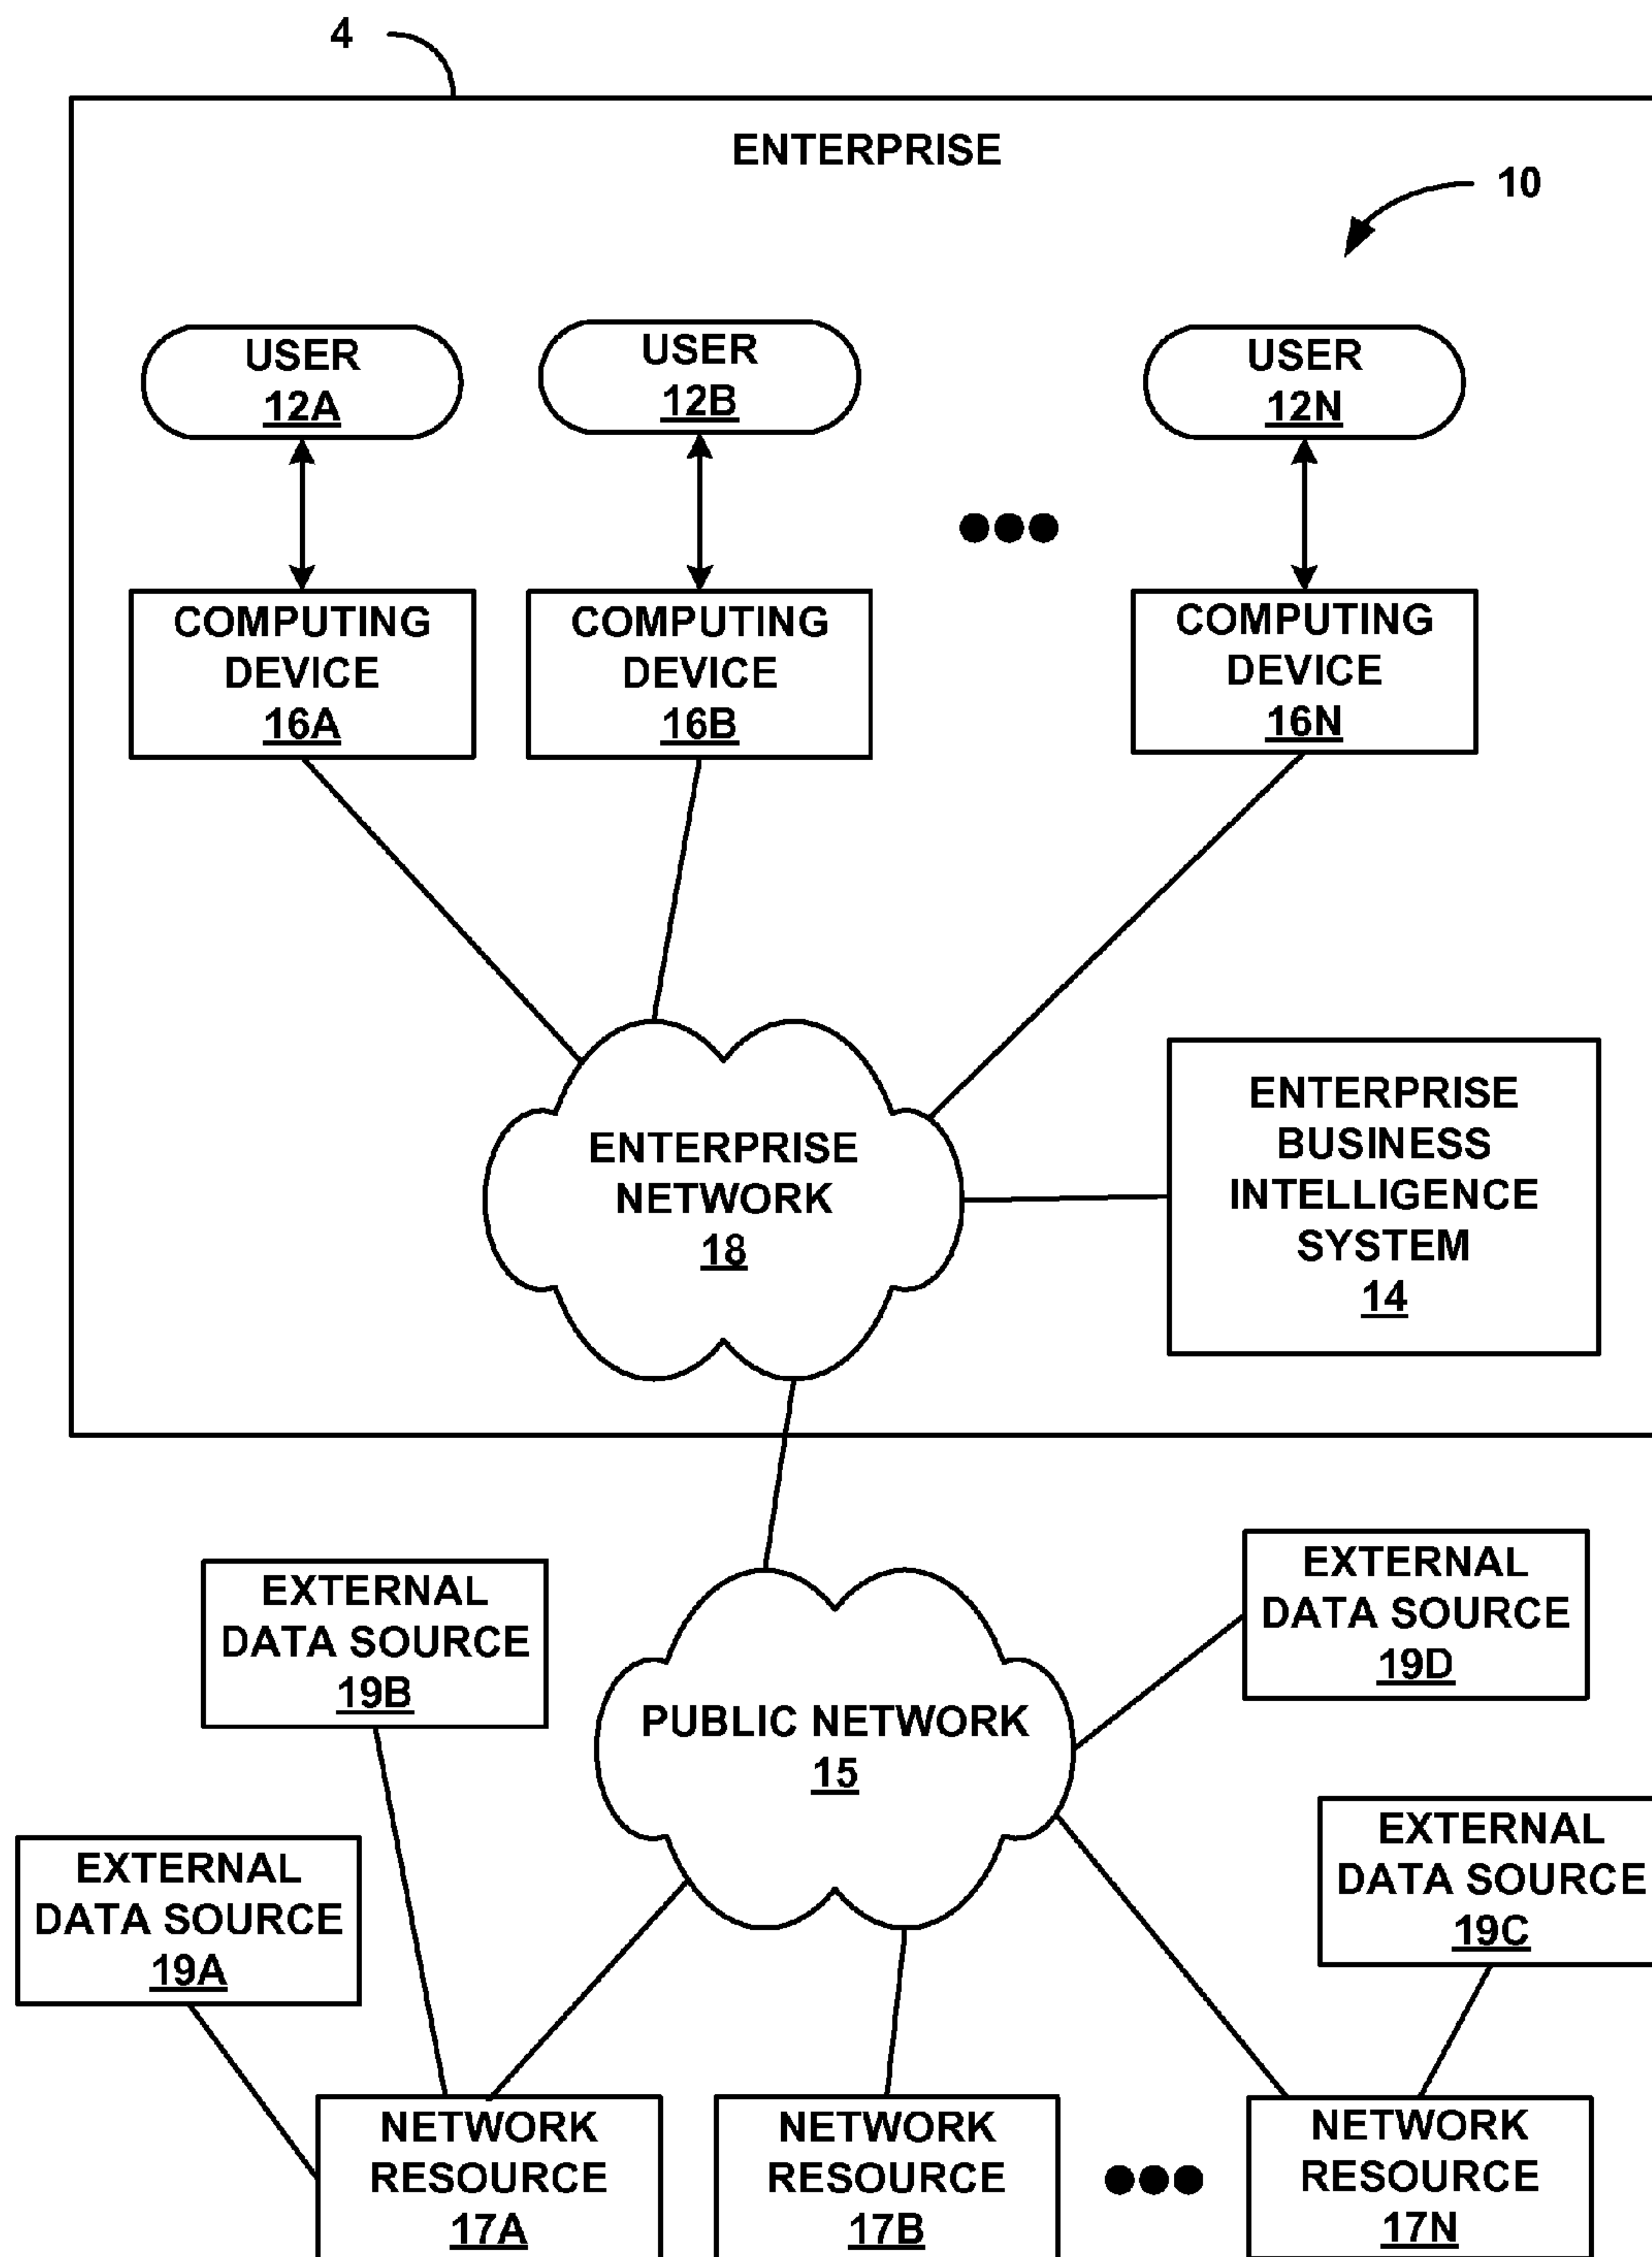 4
ENTERPRISE
10
USER
12A
USER
12B
USER
12N
COMPUTING
DEVICE
16A
COMPUTING
DEVICE
16B
COMPUTING
DEVICE
16N
ENTERPRISE
NETWORK
18
ENTERPRISE
BUSINESS
INTELLIGENCE
SYSTEM
14
EXTERNAL
DATA SOURCE
19B
PUBLIC NETWORK
15
EXTERNAL
DATA SOURCE
19D
EXTERNAL
DATA SOURCE
19A
EXTERNAL
DATA SOURCE
19C
NETWORK
RESOURCE
17A
NETWORK
RESOURCE
17B
NETWORK
RESOURCE
17N